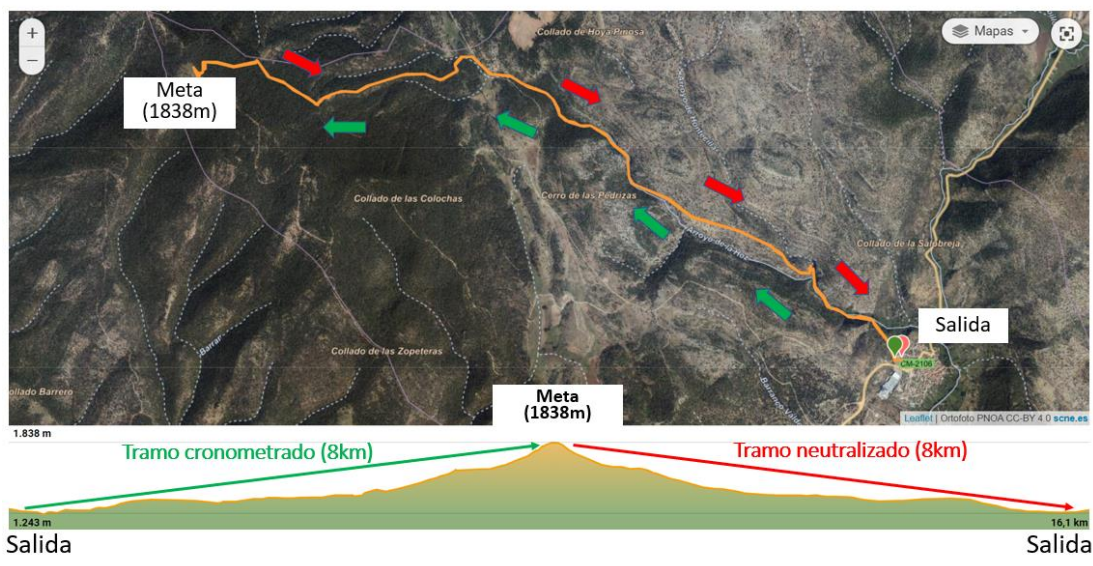 +
Collado de Hoya Pinosa
Mapas
−
Meta
(1838m)
Collado de las Colochas
Cerro de las Pedrizas
Collado de la Salobreja
Salida
Barran
Collado de las Zopeteras
CM-2106
ollado Barrero
Meta
(1838m)
Leaflet | Ortofoto PNOA CC-BY 4.0 scne.es
1.838 m
Tramo cronometrado (8km)
Tramo neutralizado (8km)
1.243 m
16,1 km
Salida
Salida